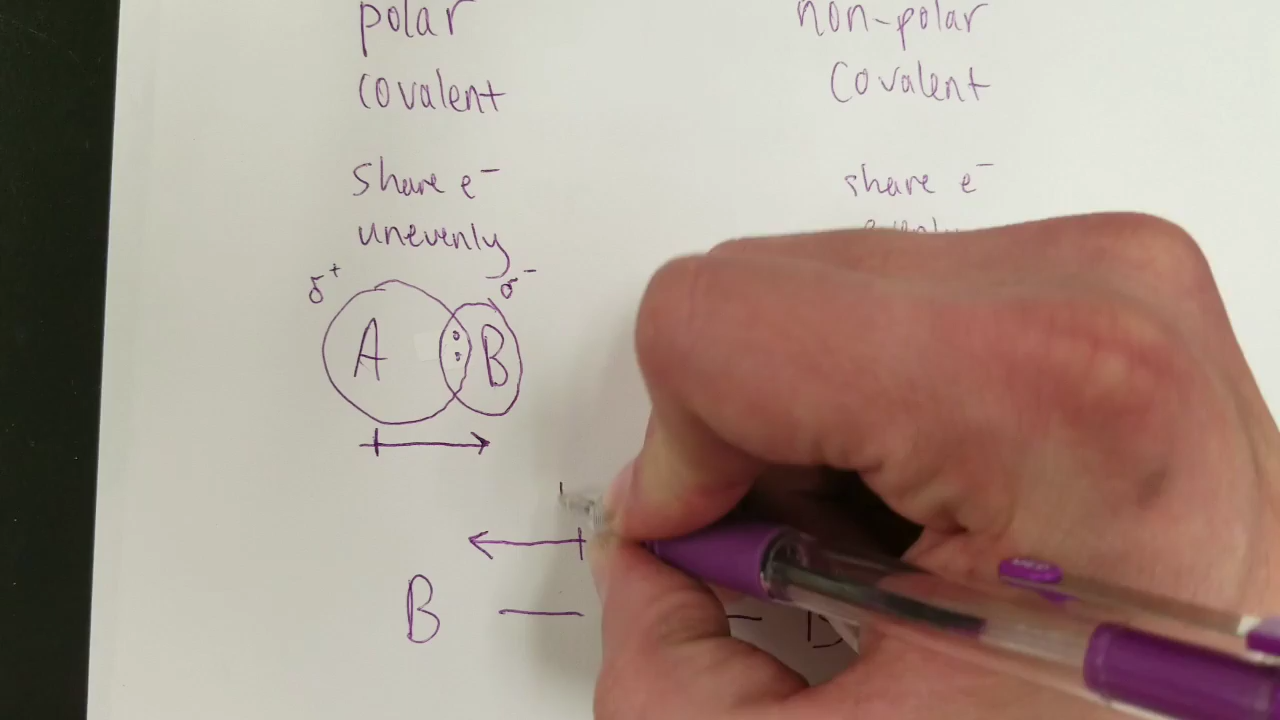 polar
covalent
share e⁻
unevenly
δ⁺
δ⁻
A
B
B
non-polar
Covalent
share e⁻